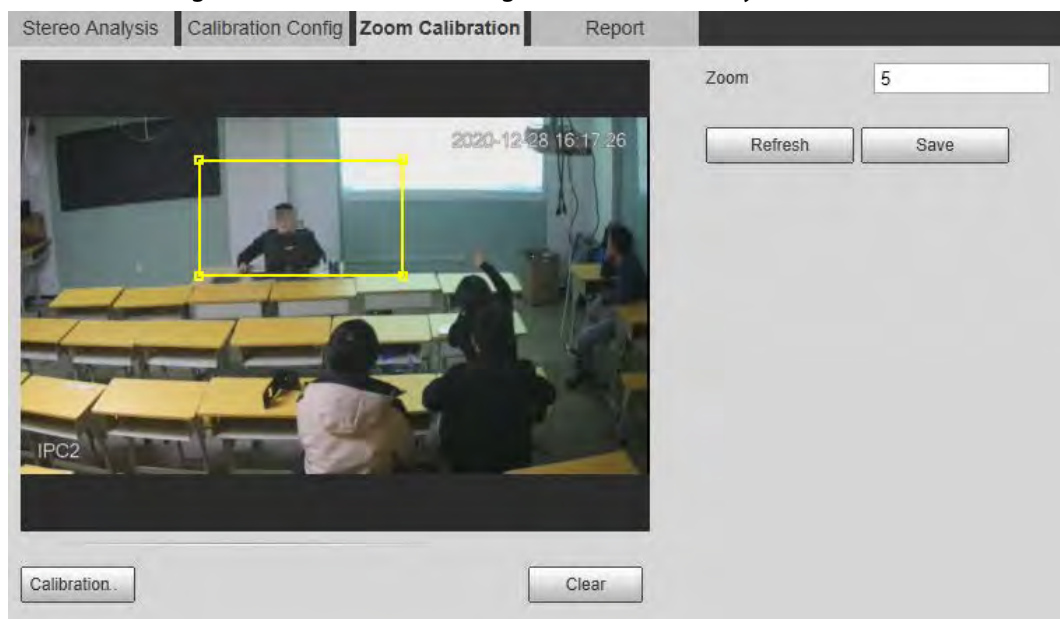 Stereo Analysis Calibration Config Zoom Calibration Report
Zoom 5
2020-12-28 16:17:26
Refresh Save
IPC2
Calibration..
Clear